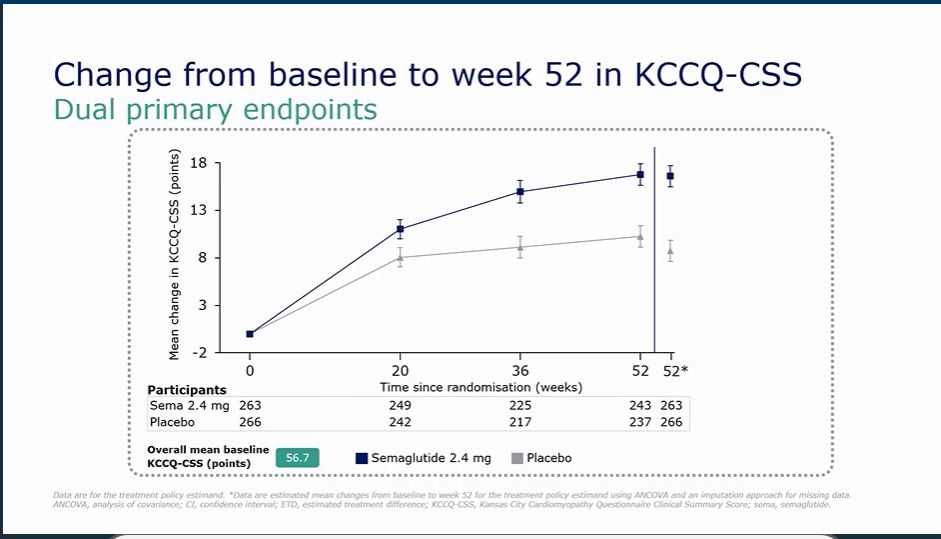 Change from baseline to week 52 in KCCQ-CSS
Dual primary endpoints
Mean change in KCCQ-CSS (points)
18
13
8
3
-2
0 20 36 52 52*
Time since randomisation (weeks)
Participants
Sema 2.4 mg 263 249 225 243 263
Placebo 266 242 217 237 266
Overall mean baseline
KCCQ-CSS (points)
56.7
Semaglutide 2.4 mg Placebo
Data are for the treatment policy estimand. *Data are estimated mean changes from baseline to week 52 for the treatment policy estimand using ANCOVA and an imputation approach for missing data.
ANCOVA, analysis of covariance; CI, confidence interval; ETD, estimated treatment difference; KCCQ-CSS, Kansas City Cardiomyopathy Questionnaire Clinical Summary Score; sema, semaglutide.